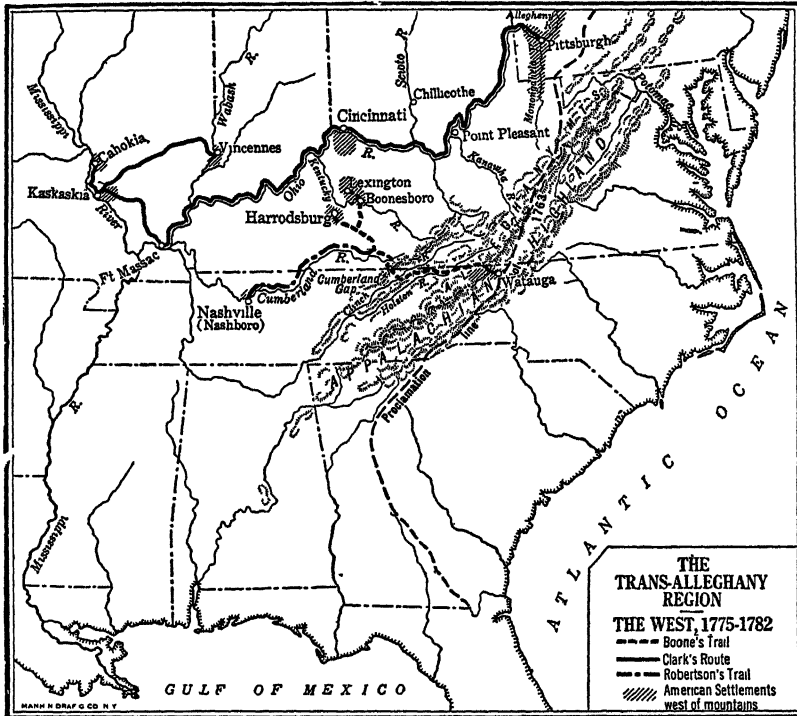 Allegheny
Pittsburgh
Scioto R.
Wabash R.
Mississippi
Chillicothe
Cincinnati
Point Pleasant
Cahokia
Vincennes
Kaskaskia
Kanawha
R.
Ohio
Kentucky
Lexington
Boonesboro
Harrodsburg
R.
Ft Massac
R.
Cumberland
Cumberland
Gap
Clinch
Holston R.
Watauga
Nashville
(Nashboro)
1763
HIGHLAND
APPALACHIAN
Proclamation
line
R.
Mississippi
ATLANTIC OCEAN
GULF OF MEXICO
THE
TRANS-ALLEGHANY
REGION
THE WEST, 1775-1782
Boone's Trail
Clark's Route
Robertson's Trail
American Settlements
west of mountains
MANN N DRAF G CO N Y